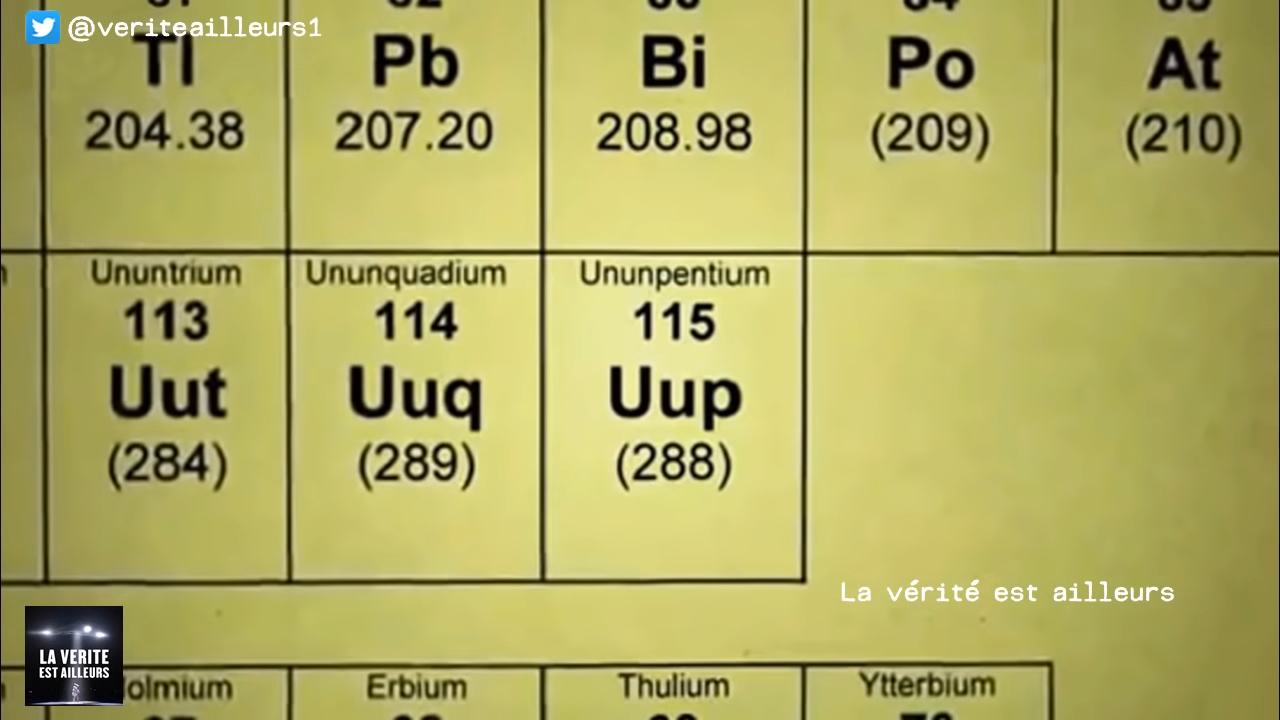 @veriteailleurs1
Tl Pb Bi Po At
204.38 207.20 208.98 (209) (210)
Ununtrium Ununquadium Ununpentium
113 114 115
Uut Uuq Uup
(284) (289) (288)
La vérité est ailleurs
LA VERITE
EST AILLEURS
olmium Erbium Thulium Ytterbium